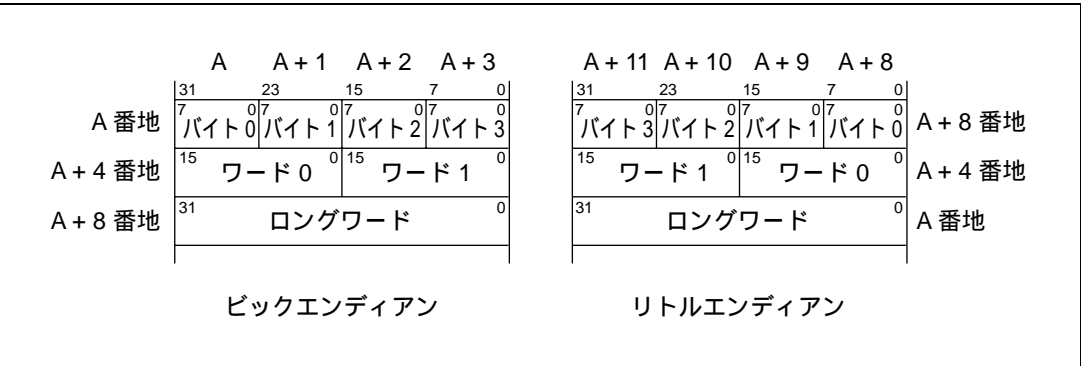 A A + 1 A + 2 A + 3 A + 11 A + 10 A + 9 A + 8
31 23 15 7 0 31 23 15 7 0
7 0 7 0 7 0 7 0 7 0 7 0 7 0 7 0
A 番地 バイト 0 バイト 1 バイト 2 バイト 3 バイト 3 バイト 2 バイト 1 バイト 0 A + 8 番地
15 0 15 0 15 0 15 0
A + 4 番地 ワード 0 ワード 1 ワード 1 ワード 0 A + 4 番地
31 0 31 0
A + 8 番地 ロングワード ロングワード A 番地
ビックエンディアン リトルエンディアン